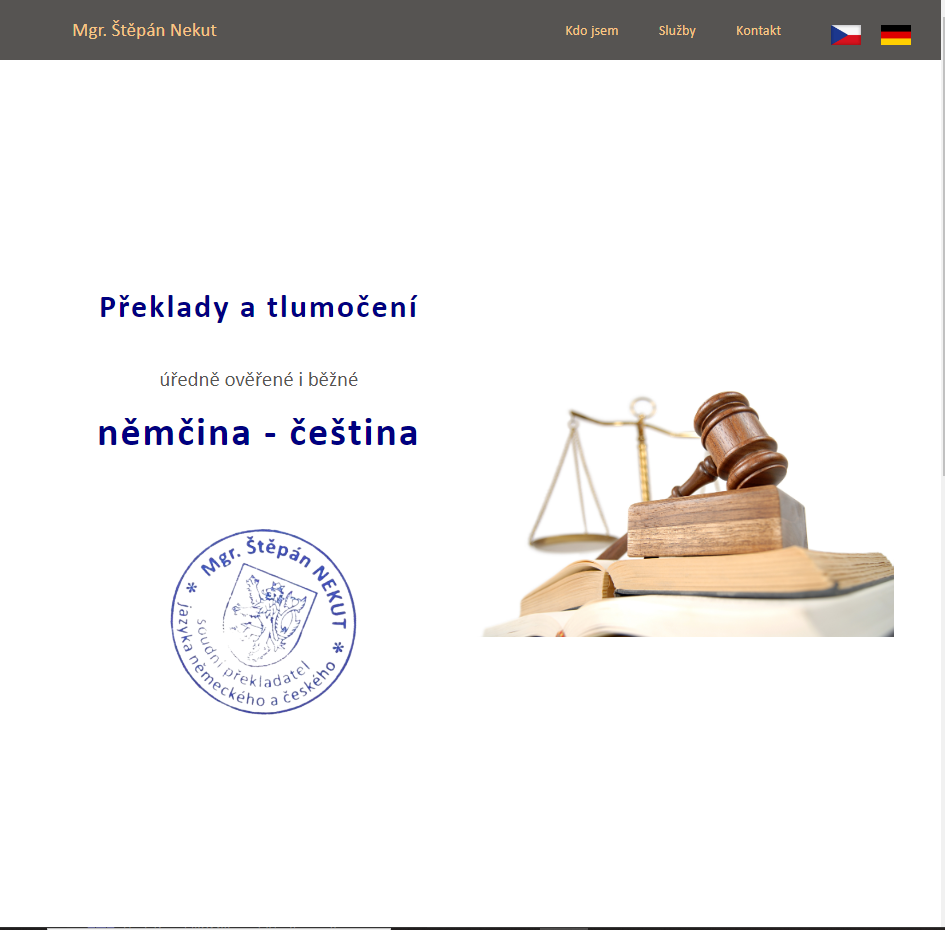 Mgr. Štěpán Nekut
Kdo jsem
Služby
Kontakt
Překlady a tlumočení
úředně ověřené i běžné
němčina - čeština
* Mgr. Štěpán NEKUT *
jazyka německého a českého
soudní překladatel